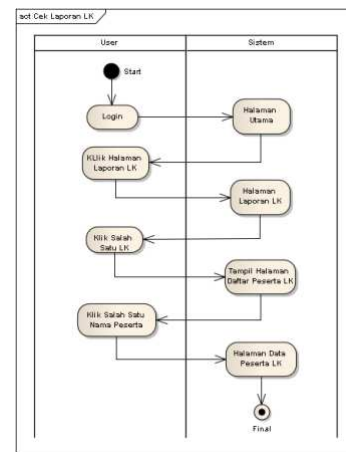 act Cek Laporan LK
User
Sistem
Start
Login
Halaman
Utama
KLlik Halaman
Laporan LK
Halaman
Laporan LK
Klik Salah
Satu LK
Tampil Halaman
Daftar Peserta LK
Klik Salah Satu
Nama Peserta
Halaman Data
Peserta LK
Final